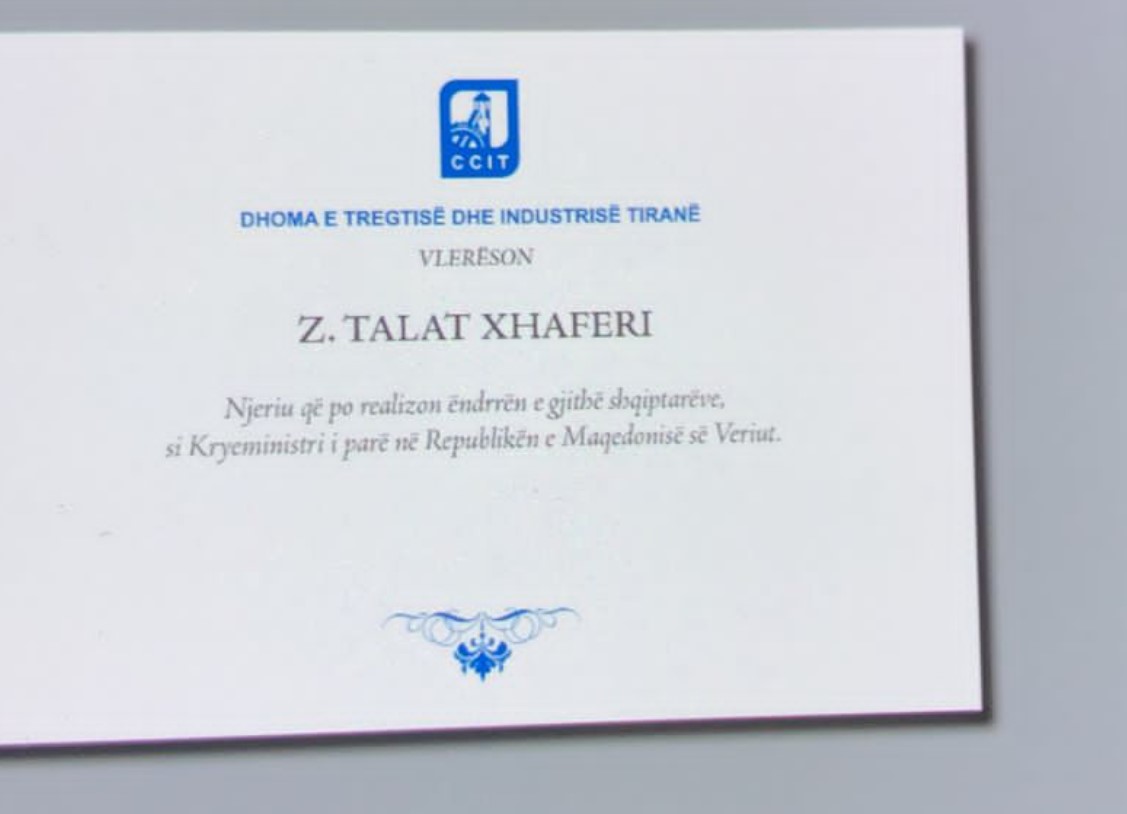 CCIT
DHOMA E TREGTISË DHE INDUSTRISË TIRANË
VLERËSON
Z. TALAT XHAFERI
Njeriu që po realizon ëndrrën e gjithë shqiptarëve,
si Kryeministri i parë në Republikën e Maqedonisë së Veriut.